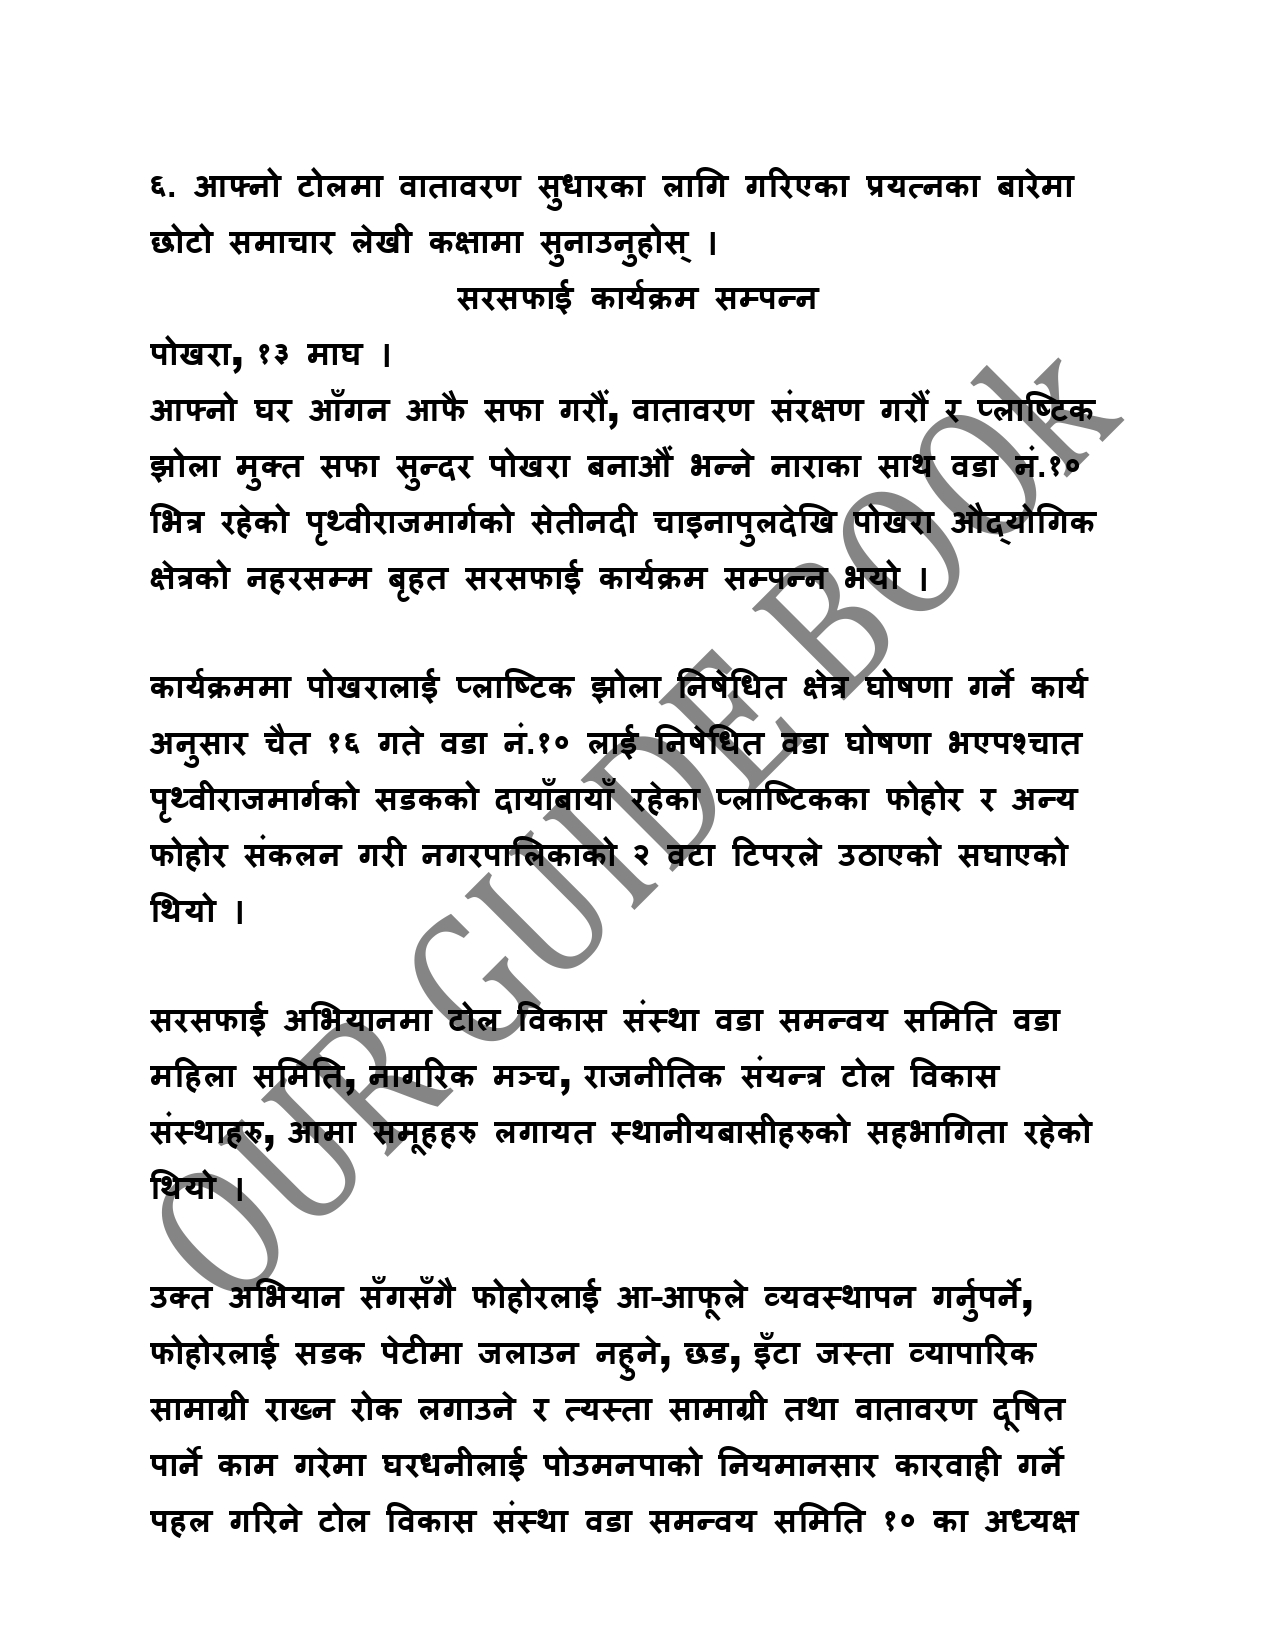 ६. आफ्नो टोलमा वातावरण सुधारका लागि गरिएका प्रयत्नका बारेमा
छोटो समाचार लेखी कक्षामा सुनाउनुहोस् ।
सरसफाई कार्यक्रम सम्पन्न
पोखरा, १३ माघ ।
आफ्नो घर आँगन आफै सफा गरौं, वातावरण संरक्षण गरौं र प्लाष्टिक
झोला मुक्त सफा सुन्दर पोखरा बनाऔं भन्ने नाराका साथ वडा नं.१०
भित्र रहेको पृथ्वीराजमार्गको सेतीनदी चाइनापुलदेखि पोखरा औद्‌योगिक
क्षेत्रको नहरसम्म बृहत सरसफाई कार्यक्रम सम्पन्न भयो ।
कार्यक्रममा पोखरालाई प्लाष्टिक झोला निषेधित क्षेत्र घोषणा गर्ने कार्य
अनुसार चैत १६ गते वडा नं.१० लाई निषेधित वडा घोषणा भएपश्चात
पृथ्वीराजमार्गको सडकको दायाँबायाँ रहेका प्लाष्टिकका फोहोर र अन्य
फोहोर संकलन गरी नगरपालिकाको २ वटा टिपरले उठाएको सघाएको
थियो ।
सरसफाई अभियानमा टोल विकास संस्था वडा समन्वय समिति वडा
महिला समिति, नागरिक मञ्च, राजनीतिक संयन्त्र टोल विकास
संस्थाहरु, आमा समूहहरु लगायत स्थानीयबासीहरुको सहभागिता रहेको
थियो ।
उक्त अभियान सँगसँगै फोहोरलाई आ-आफूले व्यवस्थापन गर्नुपर्ने,
फोहोरलाई सडक पेटीमा जलाउन नहुने, छड, इँटा जस्ता व्यापारिक
सामाग्री राख्न रोक लगाउने र त्यस्ता सामाग्री तथा वातावरण दूषित
पार्ने काम गरेमा घरधनीलाई पोउमनपाको नियमानसार कारवाही गर्ने
पहल गरिने टोल विकास संस्था वडा समन्वय समिति १० का अध्यक्ष
OUR GUIDE BOOK